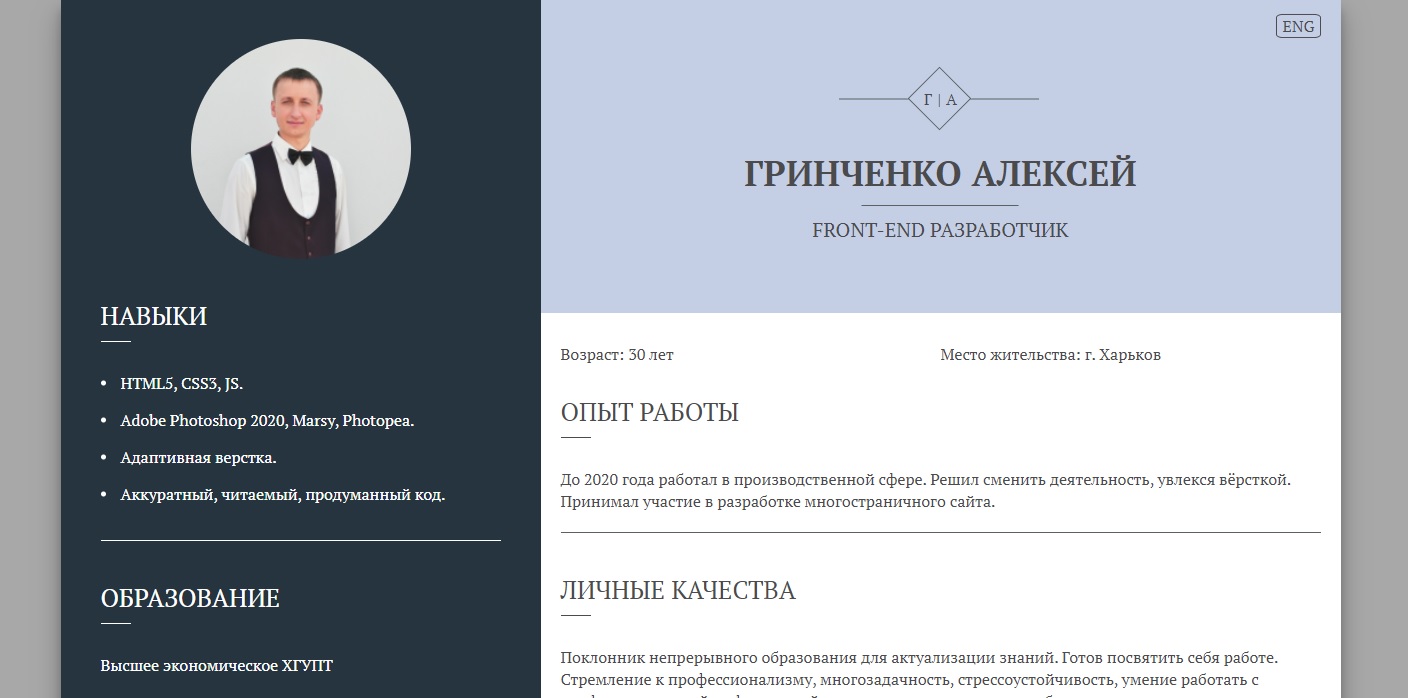 ENG
Г | А
ГРИНЧЕНКО АЛЕКСЕЙ
FRONT-END РАЗРАБОТЧИК
НАВЫКИ
• HTML5, CSS3, JS.
• Adobe Photoshop 2020, Marsy, Photopea.
• Адаптивная верстка.
• Аккуратный, читаемый, продуманный код.
ОБРАЗОВАНИЕ
Высшее экономическое ХГУПТ
Возраст: 30 лет
Место жительства: г. Харьков
ОПЫТ РАБОТЫ
До 2020 года работал в производственной сфере. Решил сменить деятельность, увлекся вёрсткой.
Принимал участие в разработке многостраничного сайта.
ЛИЧНЫЕ КАЧЕСТВА
Поклонник непрерывного образования для актуализации знаний. Готов посвятить себя работе.
Стремление к профессионализму, многозадачность, стрессоустойчивость, умение работать с